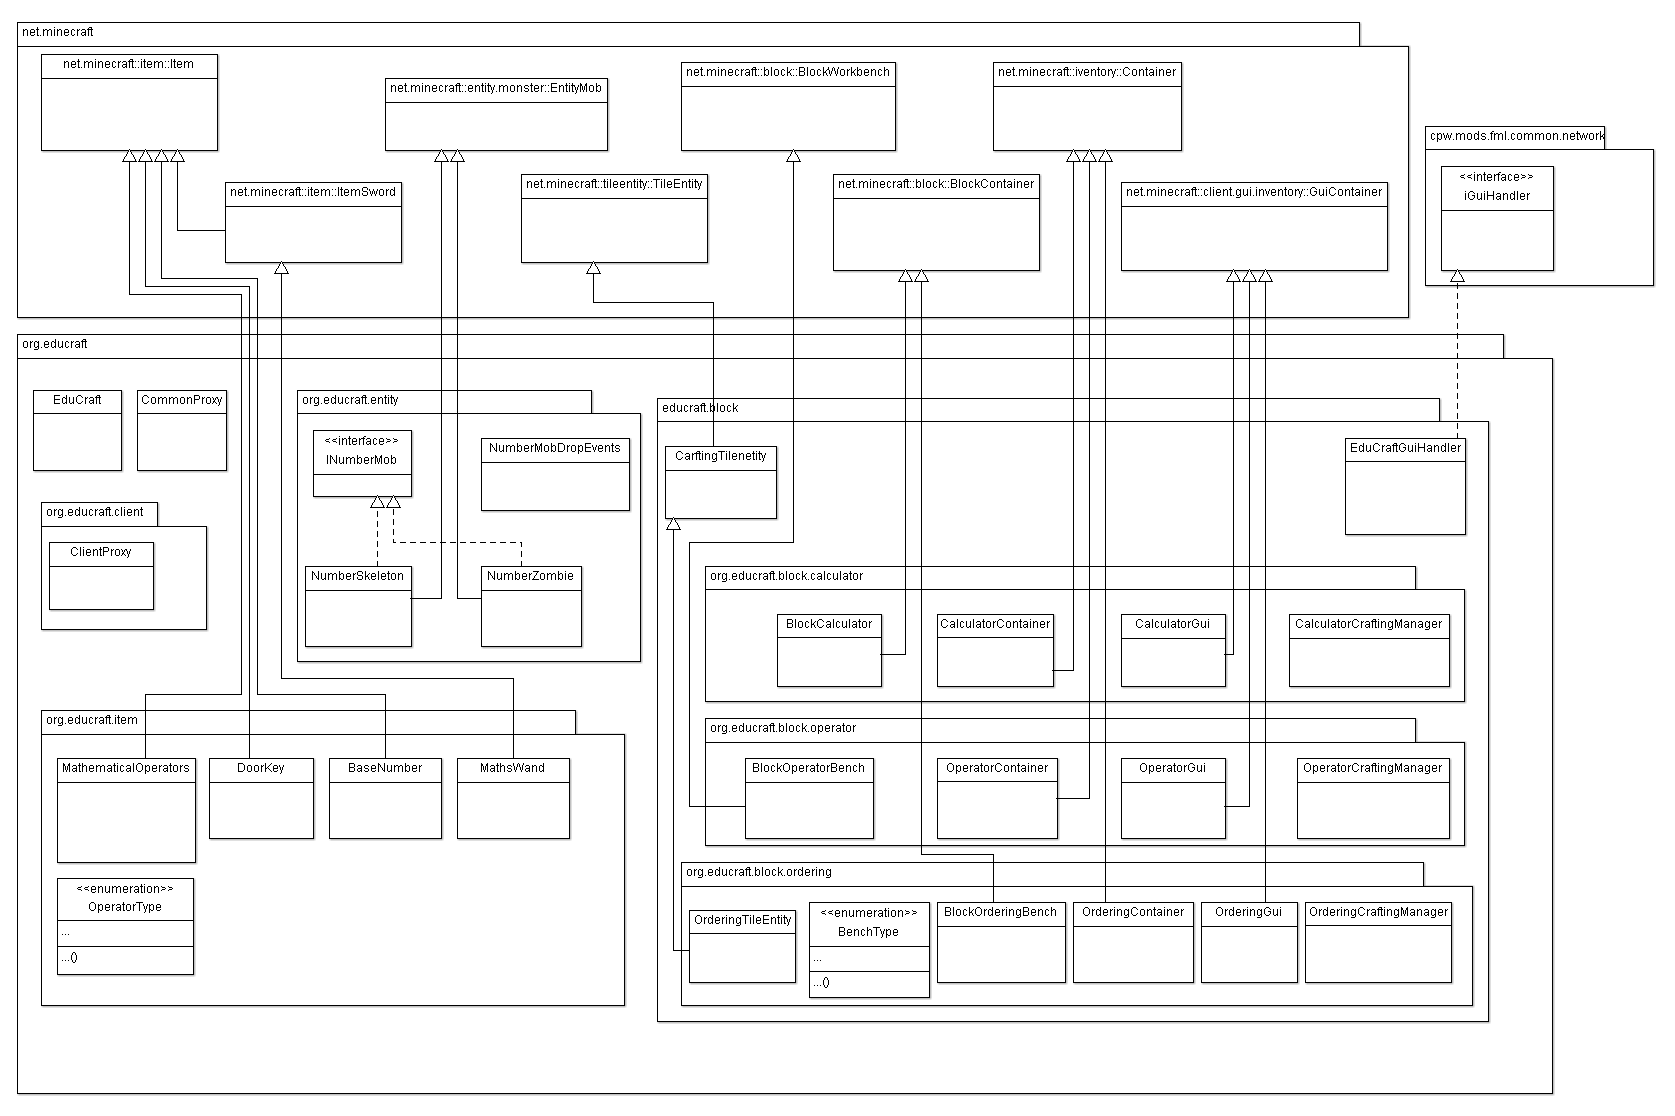 net.minecraft
net.minecraft::item::Item
net.minecraft::entity.monster::EntityMob
net.minecraft::block::BlockWorkbench
net.minecraft::iventory::Container
cpw.mods.fml.common.network
<<interface>>
iGuiHandler
net.minecraft::item::ItemSword
net.minecraft::tileentity::TileEntity
net.minecraft::block::BlockContainer
net.minecraft::client.gui.inventory::GuiContainer
org.educraft
EduCraft
CommonProxy
org.educraft.entity
<<interface>>
INumberMob
NumberMobDropEvents
educraft.block
CarftingTilenetity
EduCraftGuiHandler
org.educraft.client
ClientProxy
NumberSkeleton
NumberZombie
org.educraft.block.calculator
BlockCalculator
CalculatorContainer
CalculatorGui
CalculatorCraftingManager
org.educraft.item
MathematicalOperators
DoorKey
BaseNumber
MathsWand
<<enumeration>>
OperatorType
...
...()
org.educraft.block.operator
BlockOperatorBench
OperatorContainer
OperatorGui
OperatorCraftingManager
org.educraft.block.ordering
OrderingTileEntity
<<enumeration>>
BenchType
...
...()
BlockOrderingBench
OrderingContainer
OrderingGui
OrderingCraftingManager